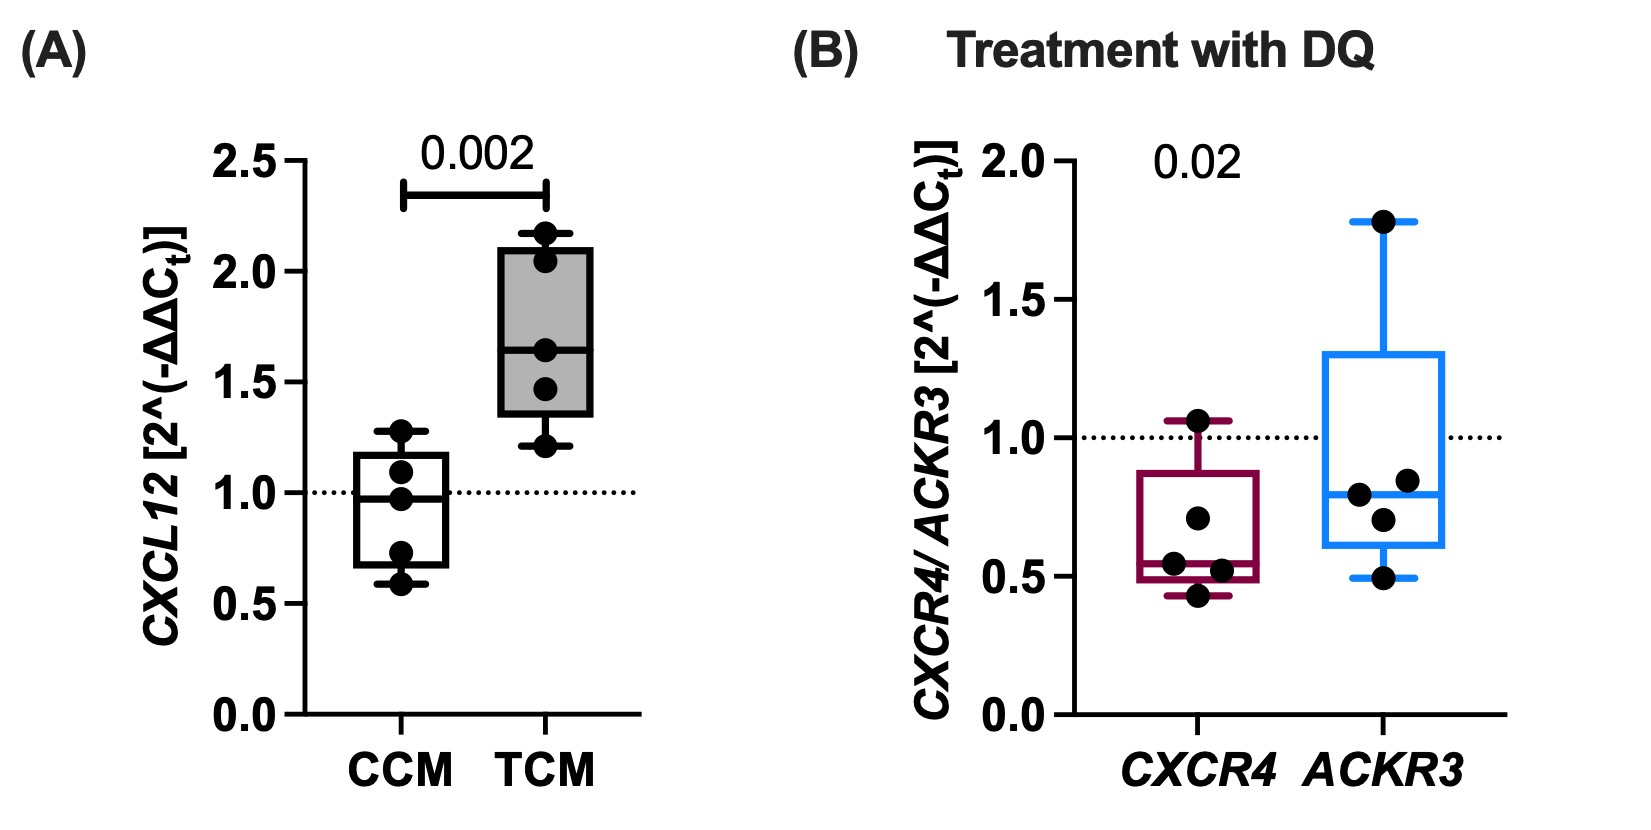 (A)
CXCL12 [2^(-ΔΔCt)]
2.5
2.0
1.5
1.0
0.5
0.0
0.002
CCM TCM
(B) Treatment with DQ
CXCR4/ ACKR3 [2^(-ΔΔCt)]
2.0
1.5
1.0
0.5
0.0
0.02
CXCR4 ACKR3